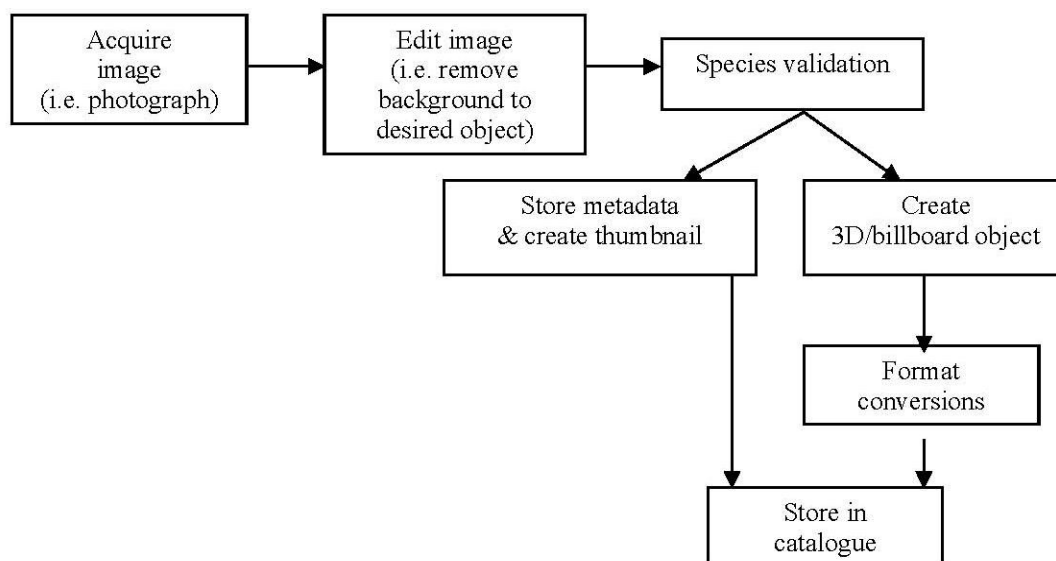 Acquire
image
(i.e. photograph)
Edit image
(i.e. remove
background to
desired object)
Species validation
Store metadata
& create thumbnail
Create
3D/billboard object
Format
conversions
Store in
catalogue